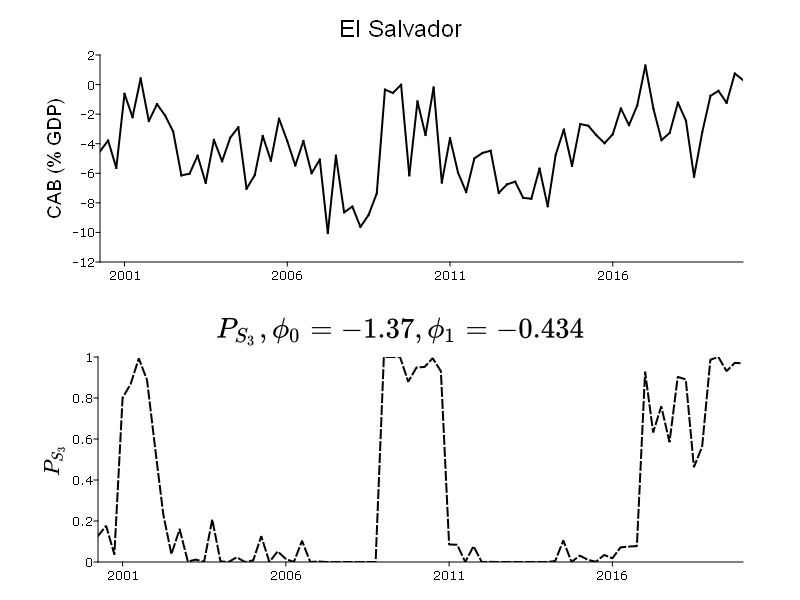 El Salvador
CAB (% GDP)
2
0
−2
−4
−6
−8
−10
−12
2001 2006 2011 2016
P_{S_3}, ϕ_0 = −1.37, ϕ_1 = −0.434
P_{S_3}
1
0.8
0.6
0.4
0.2
0
2001 2006 2011 2016